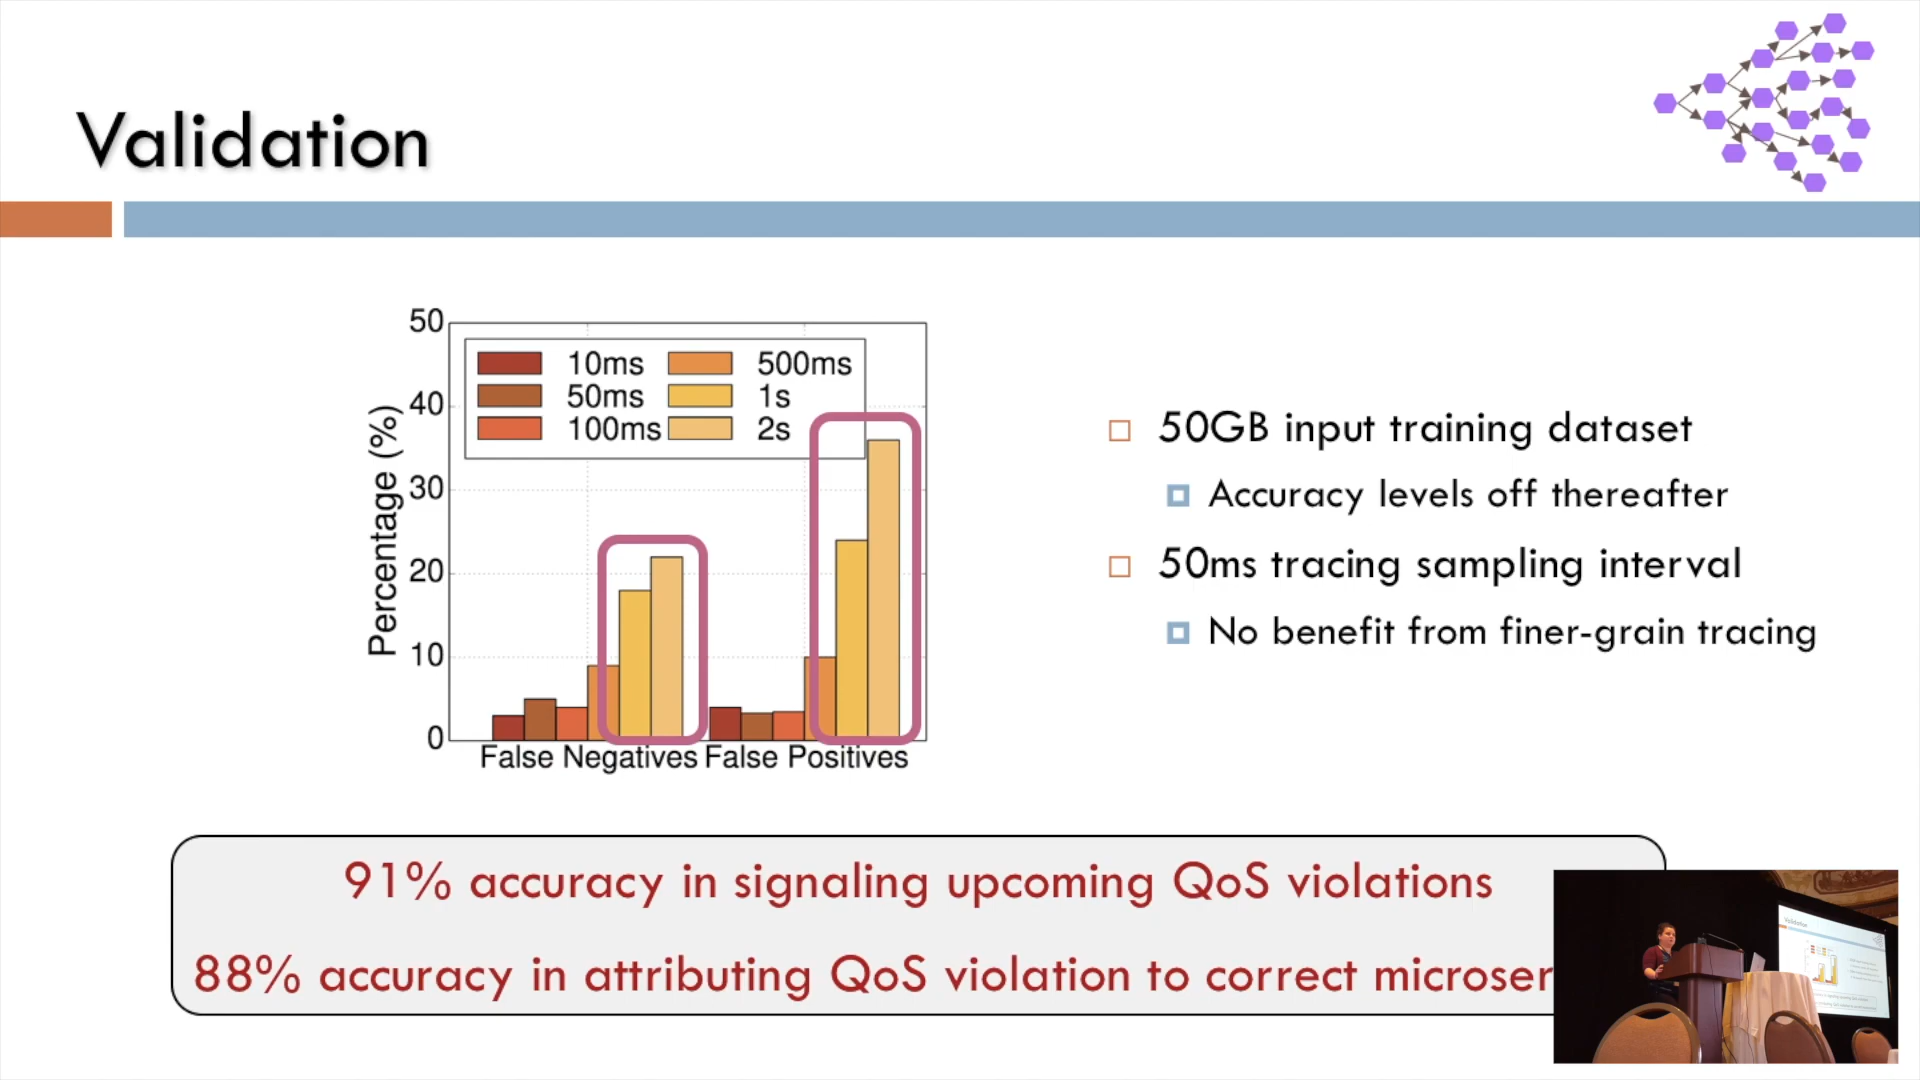 Validation
50
40
30
20
10
0
Percentage (%)
10ms
500ms
50ms
1s
100ms
2s
False Negatives
False Positives
50GB input training dataset
Accuracy levels off thereafter
50ms tracing sampling interval
No benefit from finer-grain tracing
91% accuracy in signaling upcoming QoS violations
88% accuracy in attributing QoS violation to correct microser
Validation